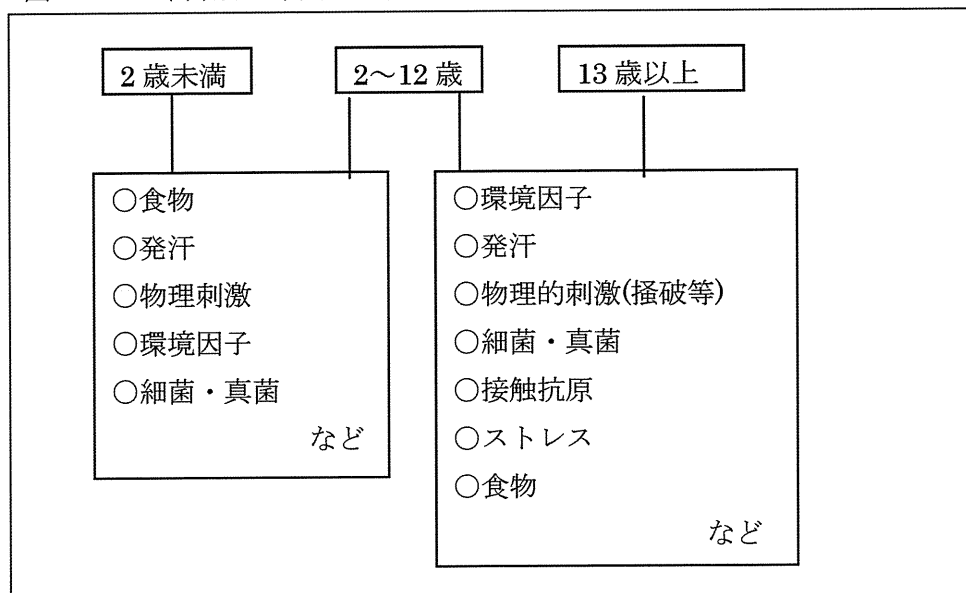 2歳未満
2～12歳
13歳以上
○食物
○発汗
○物理刺激
○環境因子
○細菌・真菌
など
○環境因子
○発汗
○物理的刺激(掻破等)
○細菌・真菌
○接触抗原
○ストレス
○食物
など